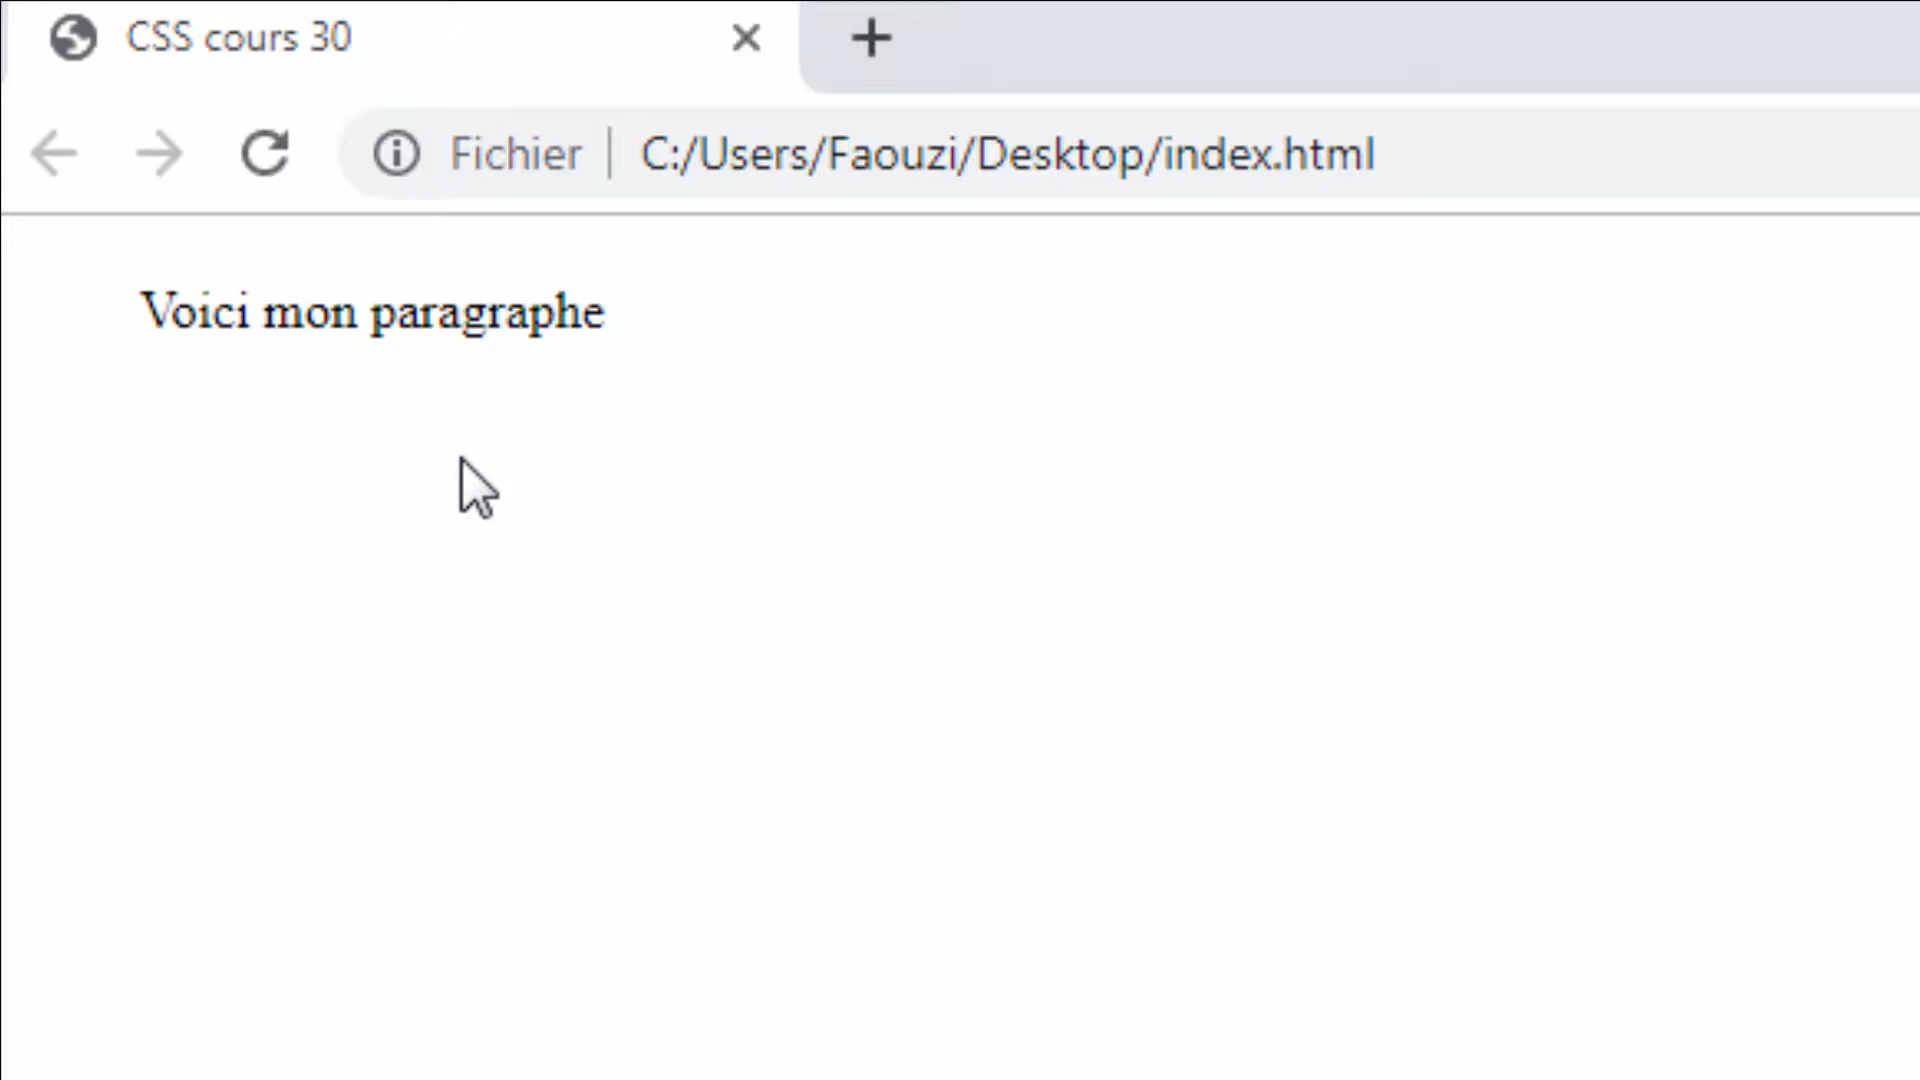 CSS cours 30
Fichier C:/Users/Faouzi/Desktop/index.html
Voici mon paragraphe